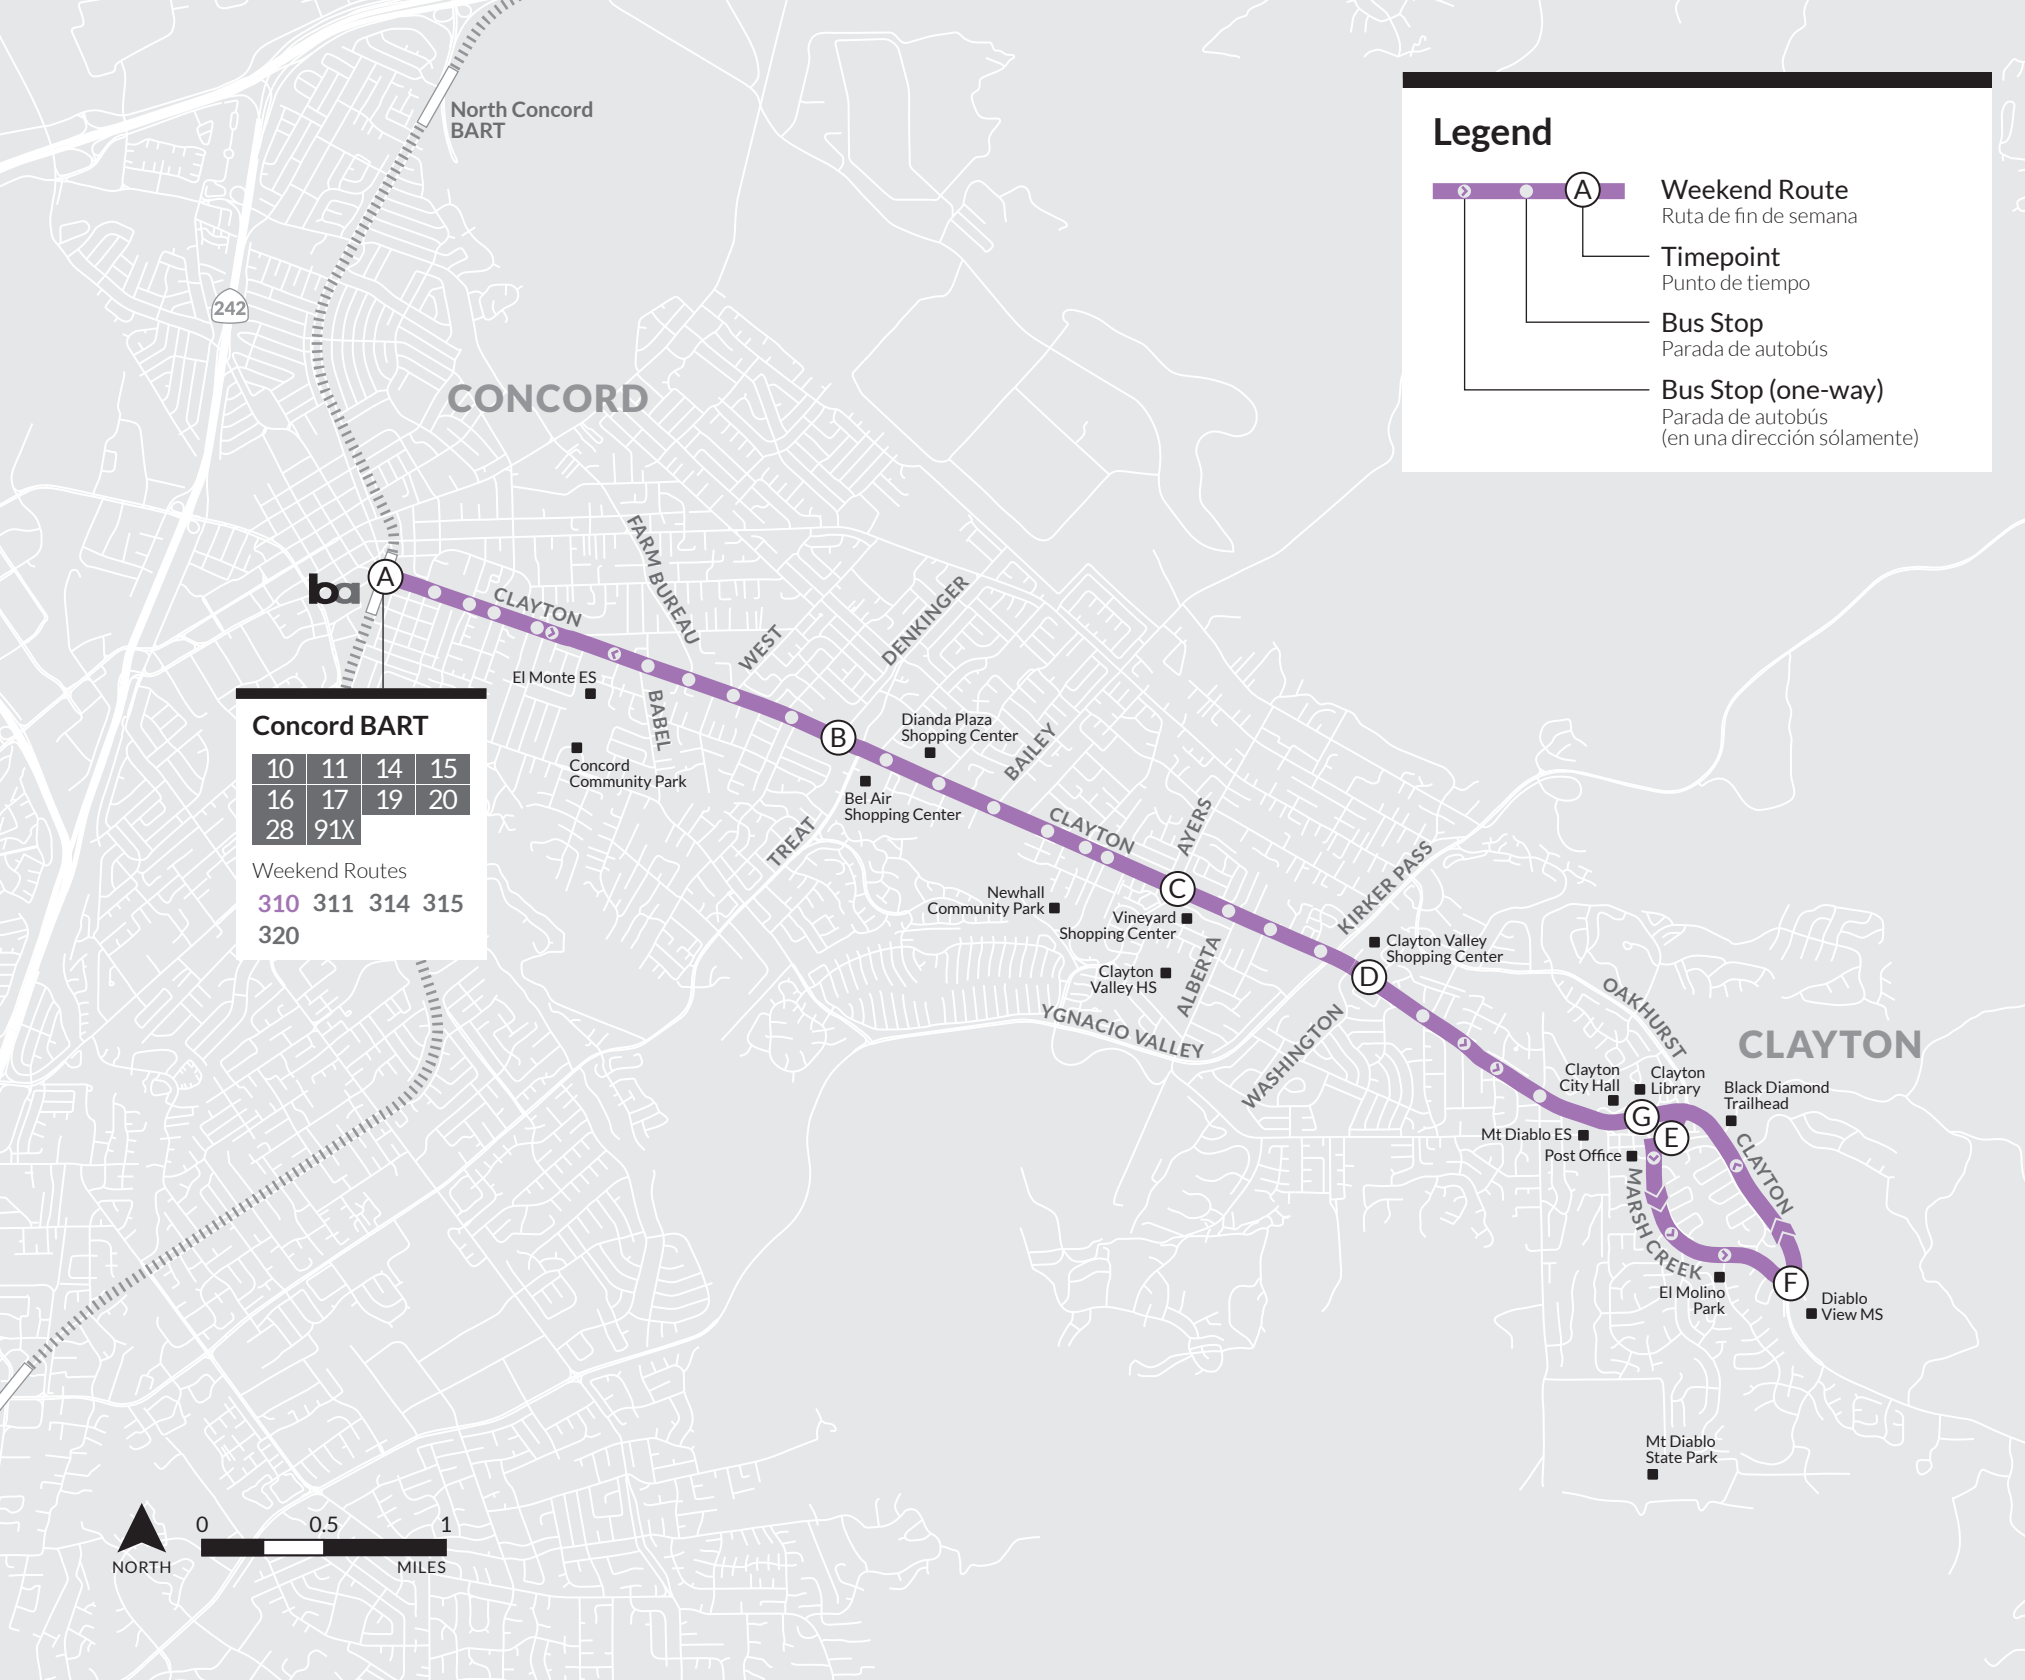 North Concord
BART
Legend
A
Weekend Route
Ruta de fin de semana
Timepoint
Punto de tiempo
Bus Stop
Parada de autobús
Bus Stop (one-way)
Parada de autobús
(en una dirección sólamente)
242
CONCORD
ba
A
CLAYTON
FARM BUREAU
WEST
DENKINGER
El Monte ES
BABEL
Concord
Community Park
B
Dianda Plaza
Shopping Center
Bel Air
Shopping Center
BAILEY
TREAT
CLAYTON
AYERS
C
Newhall
Community Park
Vineyard
Shopping Center
Clayton
Valley HS
ALBERTA
YGNACIO VALLEY
KIRKER PASS
Clayton Valley
Shopping Center
D
WASHINGTON
OAKHURST
CLAYTON
Clayton
City Hall
Clayton
Library
Black Diamond
Trailhead
G
E
Mt Diablo ES
Post Office
MARSH CREEK
CLAYTON
El Molino
Park
F
Diablo
View MS
Mt Diablo
State Park
Concord BART
10 11 14 15
16 17 19 20
28 91X
Weekend Routes
310 311 314 315
320
NORTH
0 0.5 1
MILES